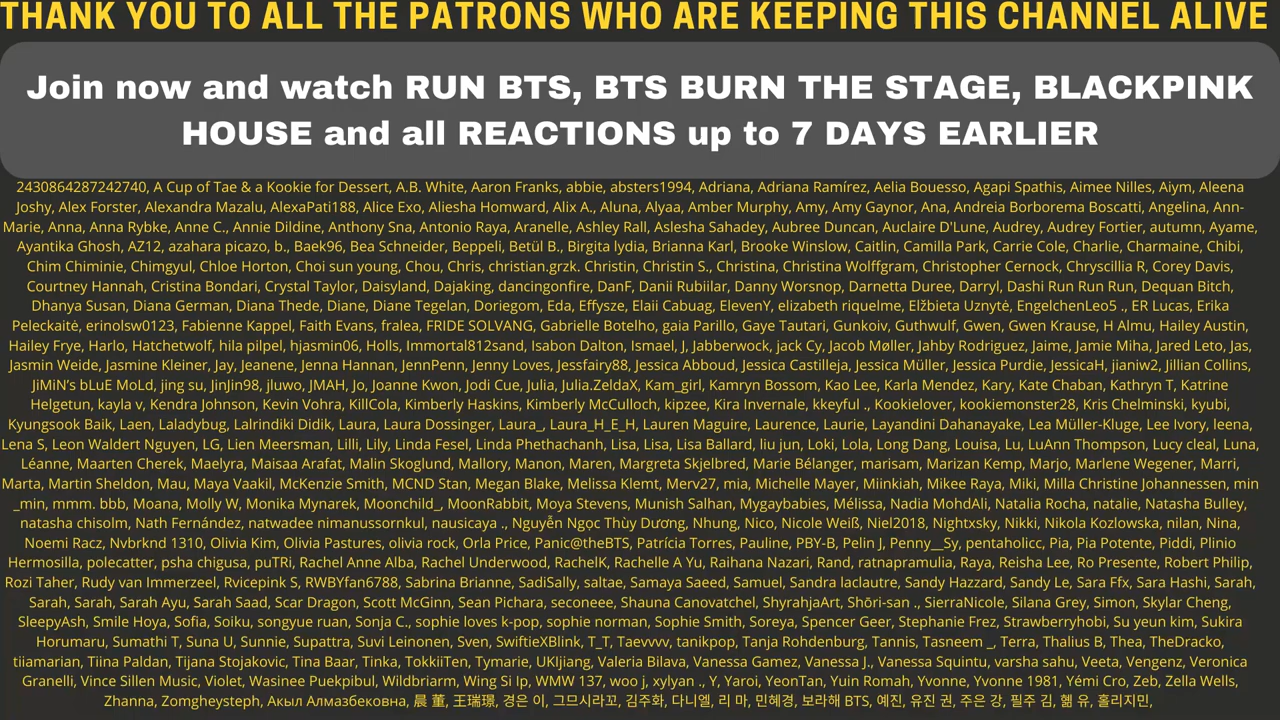 THANK YOU TO ALL THE PATRONS WHO ARE KEEPING THIS CHANNEL ALIVE
Join now and watch RUN BTS, BTS BURN THE STAGE, BLACKPINK
HOUSE and all REACTIONS up to 7 DAYS EARLIER
2430864287242740, A Cup of Tae & a Kookie for Dessert, A.B. White, Aaron Franks, abbie, absters1994, Adriana, Adriana Ramírez, Aelia Bouesso, Agapi Spathis, Aimee Nilles, Aiym, Aleena
Joshy, Alex Forster, Alexandra Mazalu, AlexaPati188, Alice Exo, Aliesha Homward, Alix A., Aluna, Alyaa, Amber Murphy, Amy, Amy Gaynor, Ana, Andreia Borborema Boscatti, Angelina, Ann-
Marie, Anna, Anna Rybke, Anne C., Annie Dildine, Anthony Sna, Antonio Raya, Aranelle, Ashley Rall, Aslesha Sahadey, Aubree Duncan, Auclaire D'Lune, Audrey, Audrey Fortier, autumn, Ayame,
Ayantika Ghosh, AZ12, azahara picazo, b., Baek96, Bea Schneider, Beppeli, Betül B., Birgita lydia, Brianna Karl, Brooke Winslow, Caitlin, Camilla Park, Carrie Cole, Charlie, Charmaine, Chibi,
Chim Chiminie, Chimgyul, Chloe Horton, Choi sun young, Chou, Chris, christian.grzk. Christin, Christin S., Christina, Christina Wolffgram, Christopher Cernock, Chryscillia R, Corey Davis,
Courtney Hannah, Cristina Bondari, Crystal Taylor, Daisyland, Dajaking, dancingonfire, DanF, Danii Rubiilar, Danny Worsnop, Darnetta Duree, Darryl, Dashi Run Run Run, Dequan Bitch,
Dhanya Susan, Diana German, Diana Thede, Diane, Diane Tegelan, Doriegom, Eda, Effysze, Elaii Cabuag, ElevenY, elizabeth riquelme, Elžbieta Uznytė, EngelchenLeo5 ., ER Lucas, Erika
Peleckaitė, erinolsw0123, Fabienne Kappel, Faith Evans, fralea, FRIDE SOLVANG, Gabrielle Botelho, gaia Parillo, Gaye Tautari, Gunkoiv, Guthwulf, Gwen, Gwen Krause, H Almu, Hailey Austin,
Hailey Frye, Harlo, Hatchetwolf, hila pilpel, hjasmin06, Holls, Immortal812sand, Isabon Dalton, Ismael, J, Jabberwock, jack Cy, Jacob Møller, Jahby Rodriguez, Jaime, Jamie Miha, Jared Leto, Jas,
Jasmin Weide, Jasmine Kleiner, Jay, Jeanene, Jenna Hannan, JennPenn, Jenny Loves, Jessfairy88, Jessica Abboud, Jessica Castilleja, Jessica Müller, Jessica Purdie, JessicaH, jianiw2, Jillian Collins,
JiMiN's bLuE MoLd, jing su, JinJin98, jluwo, JMAH, Jo, Joanne Kwon, Jodi Cue, Julia, Julia.ZeldaX, Kam_girl, Kamryn Bossom, Kao Lee, Karla Mendez, Kary, Kate Chaban, Kathryn T, Katrine
Helgetun, kayla v, Kendra Johnson, Kevin Vohra, KillCola, Kimberly Haskins, Kimberly McCulloch, kipzee, Kira Invernale, kkeyful ., Kookielover, kookiemonster28, Kris Chelminski, kyubi,
Kyungsook Baik, Laen, Laladybug, Lalrindiki Didik, Laura, Laura Dossinger, Laura_, Laura_H_E_H, Lauren Maguire, Laurence, Laurie, Layandini Dahanayake, Lea Müller-Kluge, Lee Ivory, leena,
Lena S, Leon Waldert Nguyen, LG, Lien Meersman, Lilli, Lily, Linda Fesel, Linda Phethachanh, Lisa, Lisa, Lisa Ballard, liu jun, Loki, Lola, Long Dang, Louisa, Lu, LuAnn Thompson, Lucy cleal, Luna,
Léanne, Maarten Cherek, Maelyra, Maisaa Arafat, Malin Skoglund, Mallory, Manon, Maren, Margreta Skjelbred, Marie Bélanger, marisam, Marizan Kemp, Marjo, Marlene Wegener, Marri,
Marta, Martin Sheldon, Mau, Maya Vaakil, McKenzie Smith, MCND Stan, Megan Blake, Melissa Klemt, Merv27, mia, Michelle Mayer, Miinkiah, Mikee Raya, Miki, Milla Christine Johannessen, min
_min, mmm. bbb, Moana, Molly W, Monika Mynarek, Moonchild_, MoonRabbit, Moya Stevens, Munish Salhan, Mygaybabies, Mélissa, Nadia MohdAli, Natalia Rocha, natalie, Natasha Bulley,
natasha chisolm, Nath Fernández, natwadee nimanussornkul, nausicaya ., Nguyễn Ngọc Thùy Dương, Nhung, Nico, Nicole Weiß, Niel2018, Nightxsky, Nikki, Nikola Kozlowska, nilan, Nina,
Noemi Racz, Nvbrknd 1310, Olivia Kim, Olivia Pastures, olivia rock, Orla Price, Panic@theBTS, Patrícia Torres, Pauline, PBY-B, Pelin J, Penny__Sy, pentaholicc, Pia, Pia Potente, Piddi, Plinio
Hermosilla, polecatter, psha chigusa, puTRi, Rachel Anne Alba, Rachel Underwood, RachelK, Rachelle A Yu, Raihana Nazari, Rand, ratnapramulia, Raya, Reisha Lee, Ro Presente, Robert Philip,
Rozi Taher, Rudy van Immerzeel, Rvicepink S, RWBYfan6788, Sabrina Brianne, SadiSally, saltae, Samaya Saeed, Samuel, Sandra laclautre, Sandy Hazzard, Sandy Le, Sara Ffx, Sara Hashi, Sarah,
Sarah, Sarah, Sarah Ayu, Sarah Saad, Scar Dragon, Scott McGinn, Sean Pichara, seconeee, Shauna Canovatchel, ShyrahjaArt, Shōri-san ., SierraNicole, Silana Grey, Simon, Skylar Cheng,
SleepyAsh, Smile Hoya, Sofia, Soiku, songyue ruan, Sonja C., sophie loves k-pop, sophie norman, Sophie Smith, Soreya, Spencer Geer, Stephanie Frez, Strawberryhobi, Su yeun kim, Sukira
Horumaru, Sumathi T, Suna U, Sunnie, Supattra, Suvi Leinonen, Sven, SwiftieXBlink, T_T, Taevvvv, tanikpop, Tanja Rohdenburg, Tannis, Tasneem _, Terra, Thalius B, Thea, TheDracko,
tiiamarian, Tiina Paldan, Tijana Stojakovic, Tina Baar, Tinka, TokkiiTen, Tymarie, UKIjiang, Valeria Bilava, Vanessa Gamez, Vanessa J., Vanessa Squintu, varsha sahu, Veeta, Vengenz, Veronica
Granelli, Vince Sillen Music, Violet, Wasinee Puekpibul, Wildbriarm, Wing Si Ip, WMW 137, woo j, xylyan ., Y, Yaroi, YeonTan, Yuin Romah, Yvonne, Yvonne 1981, Yémi Cro, Zeb, Zella Wells,
Zhanna, Zomgheysteph, Акыл Алмазбековна, 晨 董, 王瑞璟, 경은 이, 그므시라꼬, 김주화, 다니엘, 리 마, 민혜경, 보라해 BTS, 예진, 유진 권, 주은 강, 필주 김, 혬 유, 홀리지민,